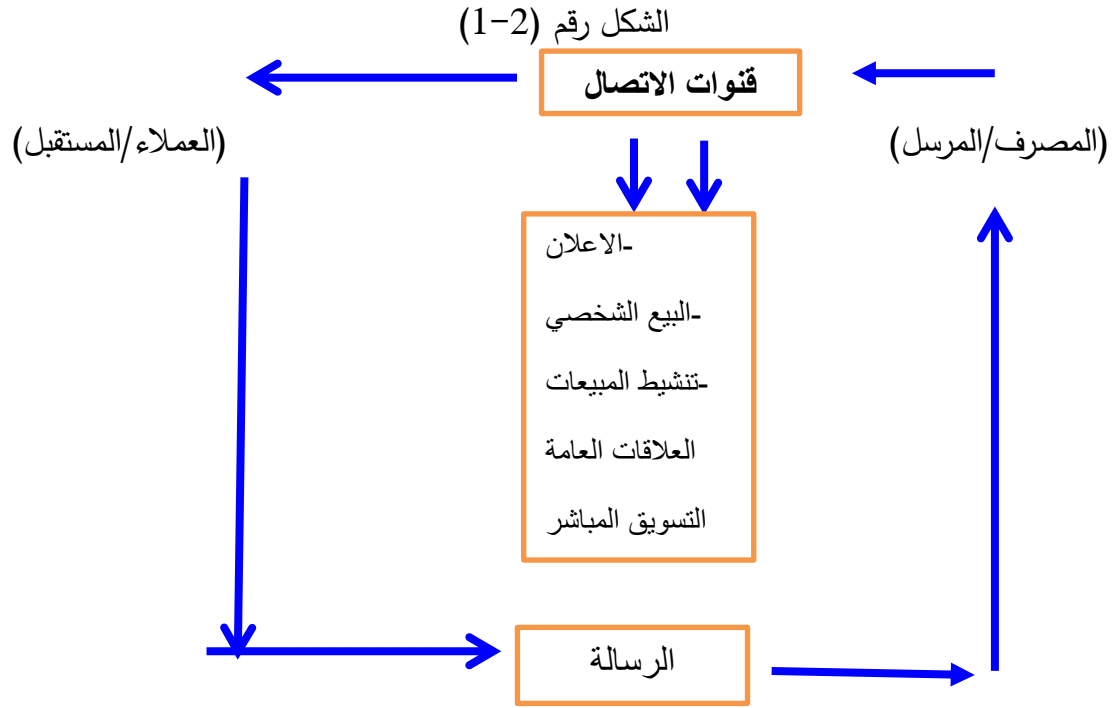 الشكل رقم (2-1)
قنوات الاتصال
(المصرف/المرسل)
(العملاء/المستقبل)
-الاعلان
-البيع الشخصي
-تنشيط المبيعات
العلاقات العامة
التسويق المباشر
الرسالة